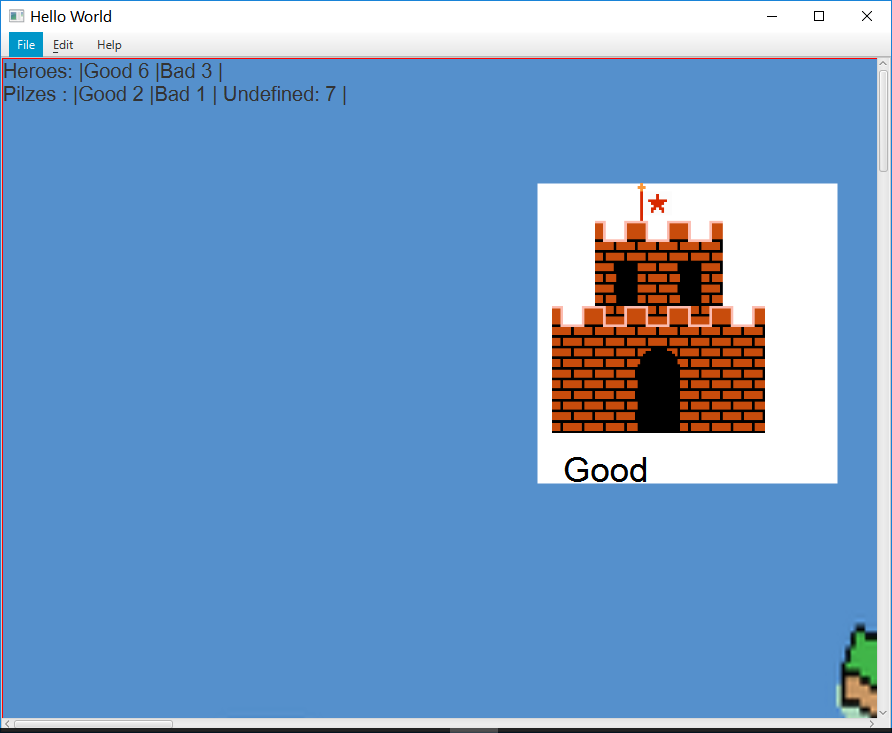 Hello World
File Edit Help
Heroes: |Good 6 |Bad 3 |
Pilzes : |Good 2 |Bad 1 | Undefined: 7 |
Good